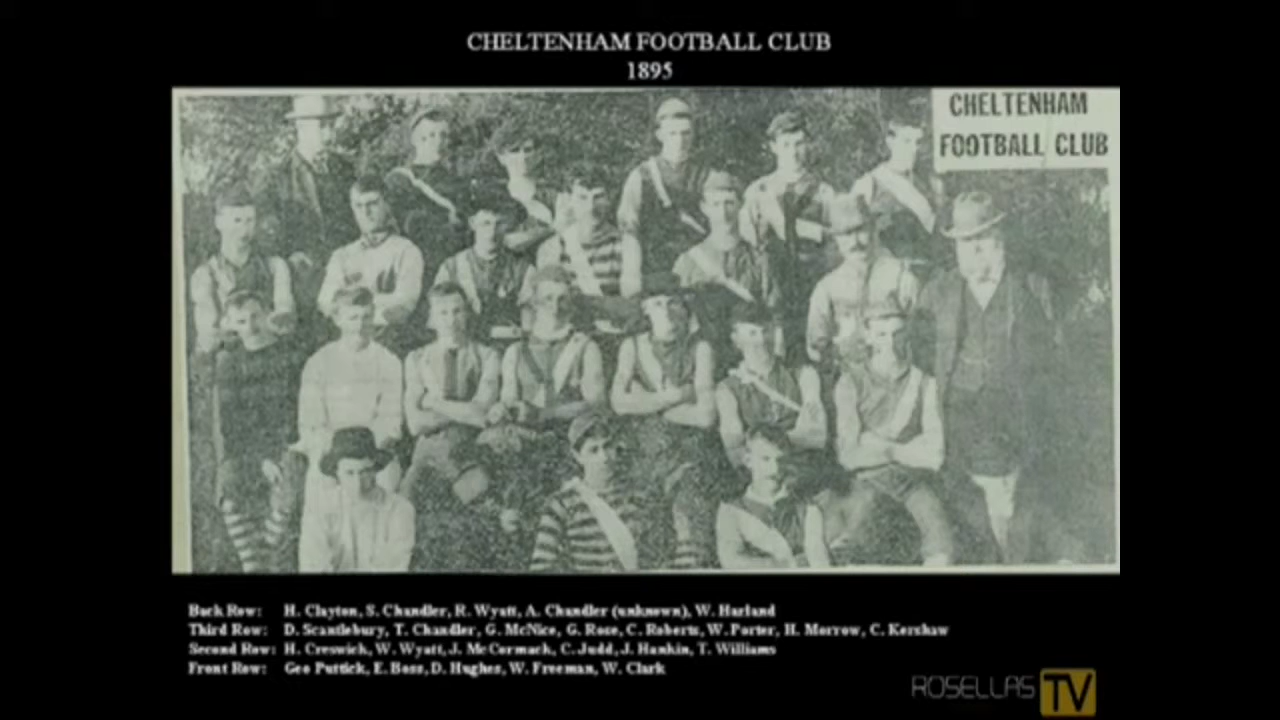 CHELTENHAM FOOTBALL CLUB
1895
CHELTENHAM
FOOTBALL CLUB
Back Row: H. Clayton, S. Chandler, R. Wyatt, A. Chandler (unknown), W. Harland
Third Row: D. Scantlebury, T. Chandler, G. McNice, G. Rose, C. Roberts, W. Porter, H. Morrow, C. Kershaw
Second Row: H. Creswick, W. Wyatt, J. McCormach, C. Judd, J. Hankin, T. Williams
Front Row: Geo Puttick, E. Boss, D. Hughes, W. Freeman, W. Clark
ROSELLAS TV